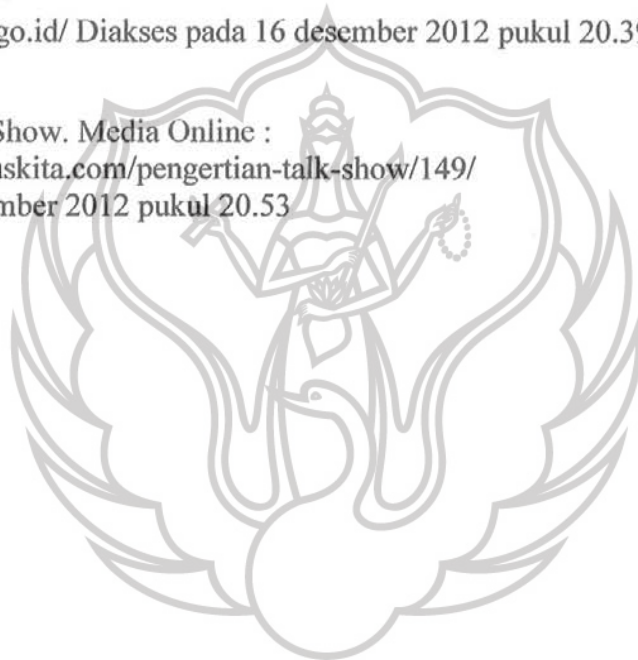 go.id/ Diakses pada 16 desember 2012 pukul 20.39
Show. Media Online :
skita.com/pengertian-talk-show/149/
mber 2012 pukul 20.53